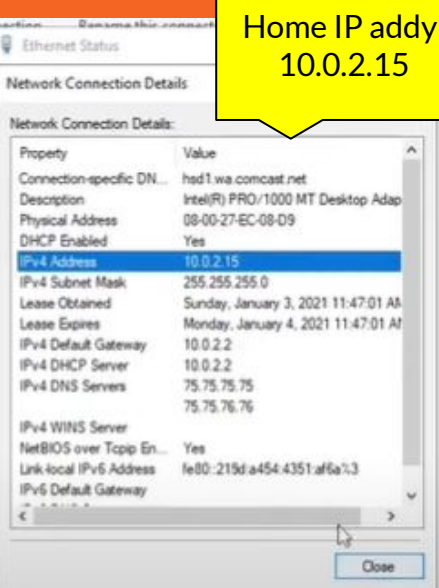 Rename this connect
Home IP addy
10.0.2.15
Ethernet Status
Network Connection Details
Network Connection Details:
Property Value
Connection-specific DN... hsd1.wa.comcast.net
Description Intel(R) PRO/1000 MT Desktop Adap
Physical Address 08-00-27-EC-08-D9
DHCP Enabled Yes
IPv4 Address 10.0.2.15
IPv4 Subnet Mask 255.255.255.0
Lease Obtained Sunday, January 3, 2021 11:47:01 AM
Lease Expires Monday, January 4, 2021 11:47:01 AM
IPv4 Default Gateway 10.0.2.2
IPv4 DHCP Server 10.0.2.2
IPv4 DNS Servers 75.75.75.75
75.75.76.76
IPv4 WINS Server
NetBIOS over Tcpip En... Yes
Link-local IPv6 Address fe80::219d:a454:4351:af6a%3
IPv6 Default Gateway
Close